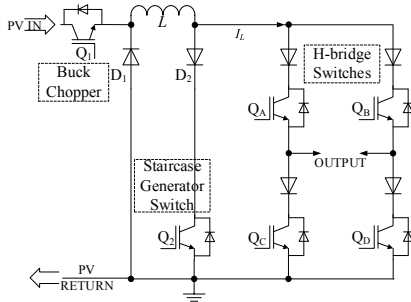 PV IN
Q1
L
IL
Buck
Chopper
D1
D2
H-bridge
Switches
QA
QB
OUTPUT
Staircase
Generator
Switch
Q2
QC
QD
PV
RETURN